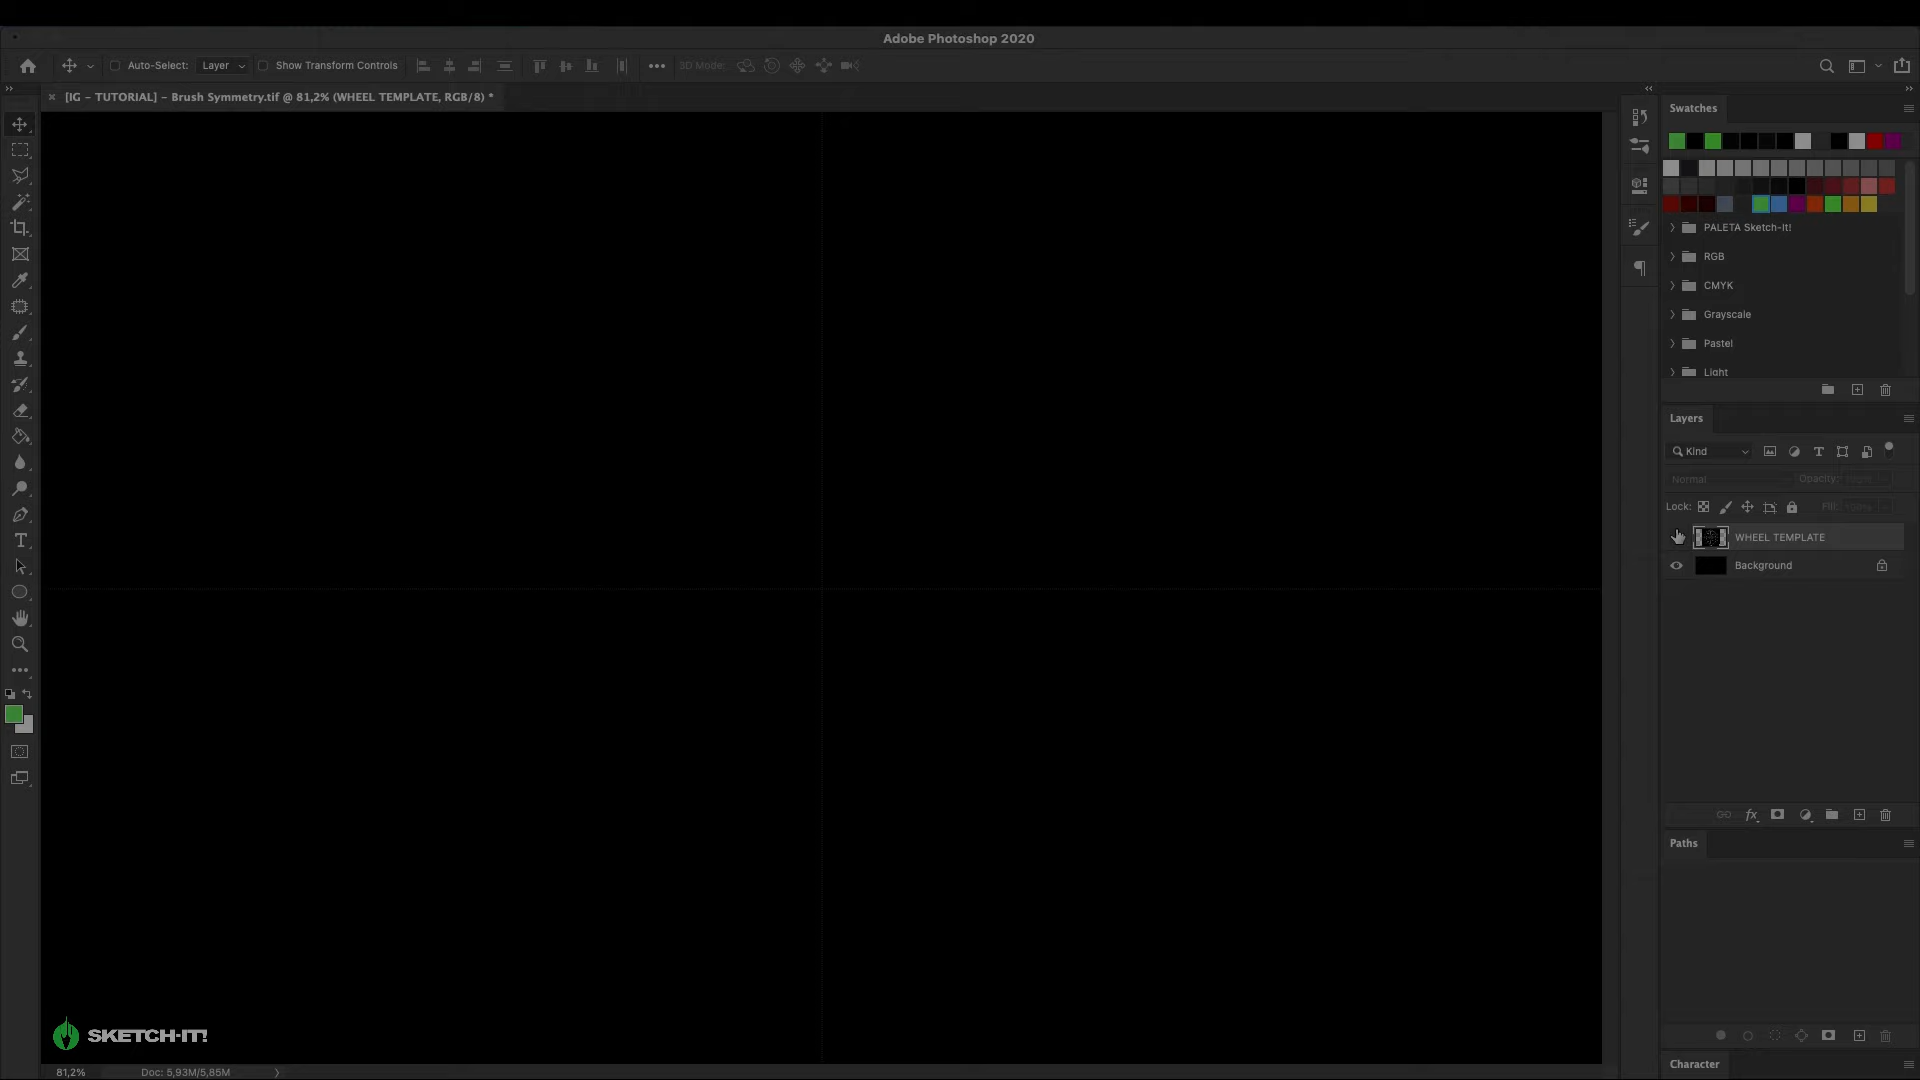 Adobe Photoshop 2020
Auto-Select: Layer Show Transform Controls 3D Mode:
[IG – TUTORIAL] – Brush Symmetry.tif @ 81,2% (WHEEL TEMPLATE, RGB/8) *
Swatches
PALETA Sketch-It!
RGB
CMYK
Grayscale
Pastel
Light
Layers
Kind
Normal Opacity:
Lock: Fill:
WHEEL TEMPLATE
Background
Paths
SKETCH-IT!
81,2% Doc: 5,93M/5,85M
Character